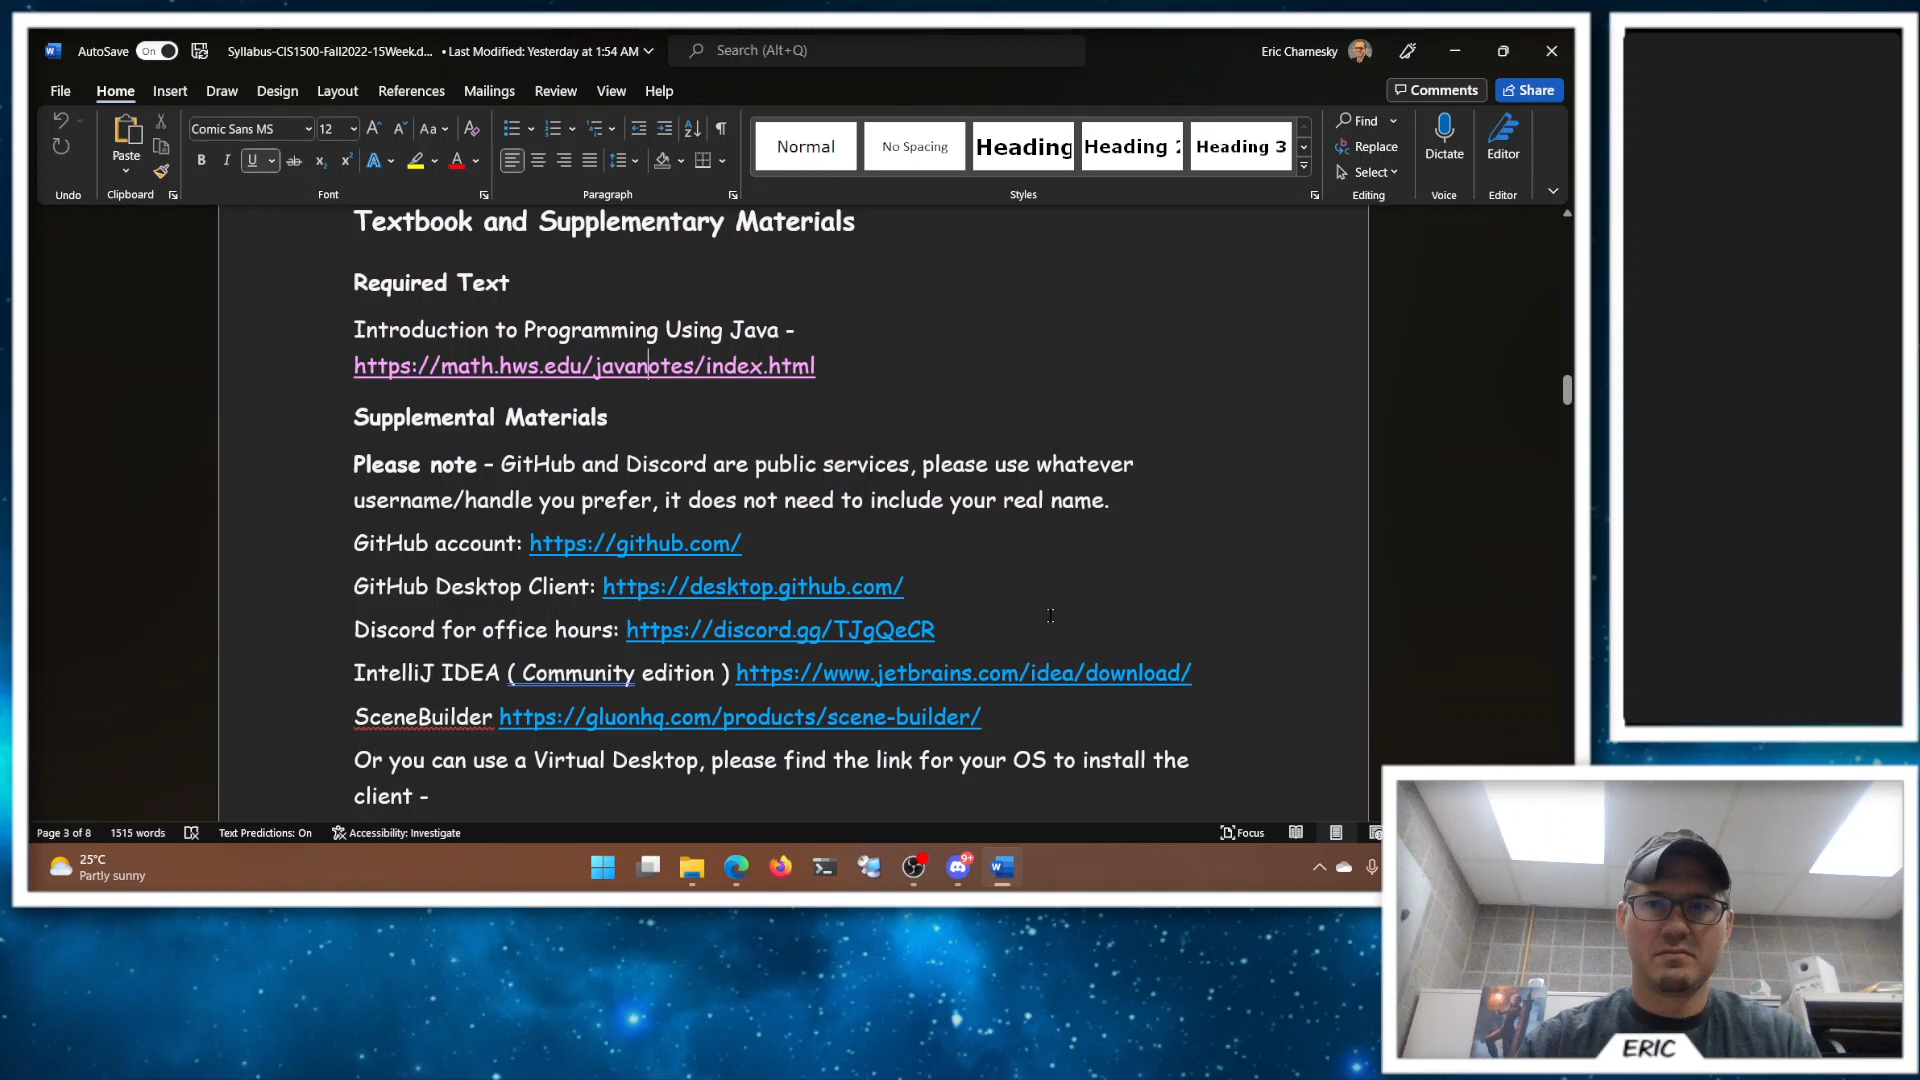 AutoSave On Syllabus-CIS1500-Fall2022-15Week.d... • Last Modified: Yesterday at 1:54 AM Search (Alt+Q) Eric Charnesky
File Home Insert Draw Design Layout References Mailings Review View Help Comments Share
Comic Sans MS 12 Aa Find
Paste Normal No Spacing Heading Heading 2 Heading 3 Replace Dictate Editor
B I U ab Select
Undo Clipboard Font Paragraph Styles Editing Voice Editor
Textbook and Supplementary Materials
Required Text
Introduction to Programming Using Java -
https://math.hws.edu/javanotes/index.html
Supplemental Materials
Please note – GitHub and Discord are public services, please use whatever
username/handle you prefer, it does not need to include your real name.
GitHub account: https://github.com/
GitHub Desktop Client: https://desktop.github.com/
Discord for office hours: https://discord.gg/TJgQeCR
IntelliJ IDEA ( Community edition ) https://www.jetbrains.com/idea/download/
SceneBuilder https://gluonhq.com/products/scene-builder/
Or you can use a Virtual Desktop, please find the link for your OS to install the
client -
Page 3 of 8 1515 words Text Predictions: On Accessibility: Investigate Focus
25°C
Partly sunny
9+
ERIC